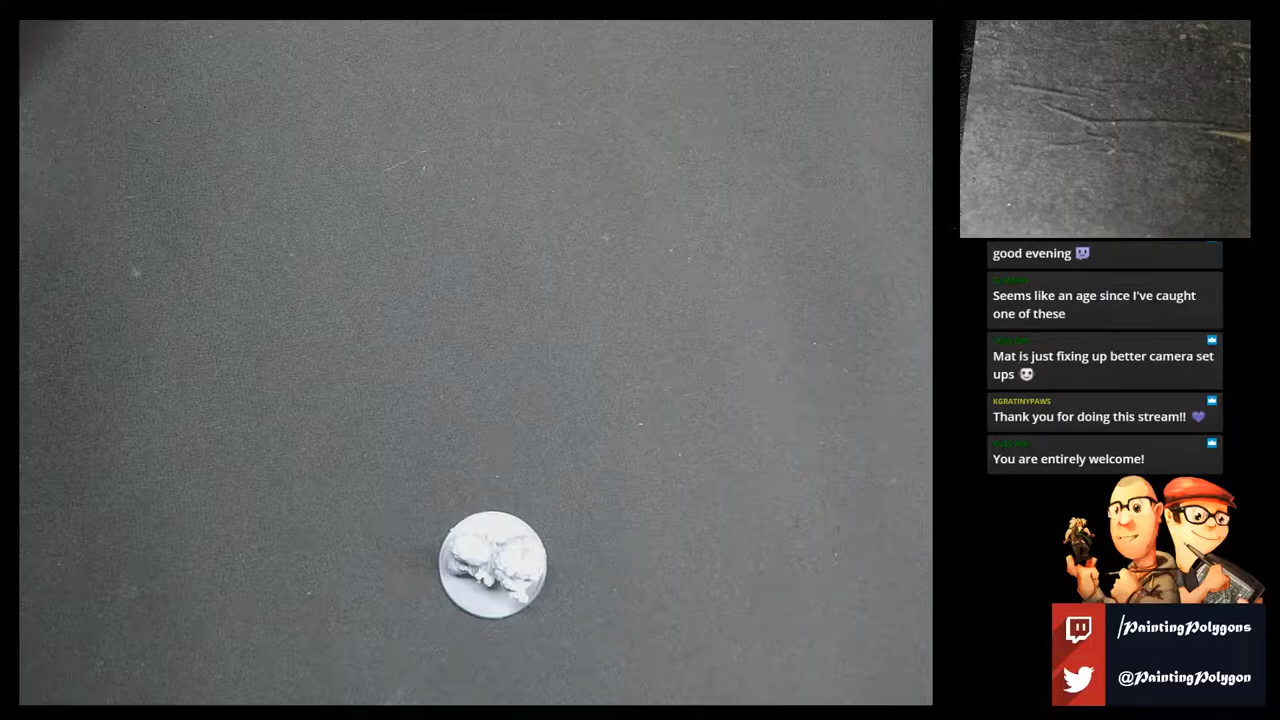 good evening
Seems like an age since I've caught
one of these
Mat is just fixing up better camera set
ups
KGRATINYPAWS
Thank you for doing this stream!!
You are entirely welcome!
/PaintingPolygons
@PaintingPolygon